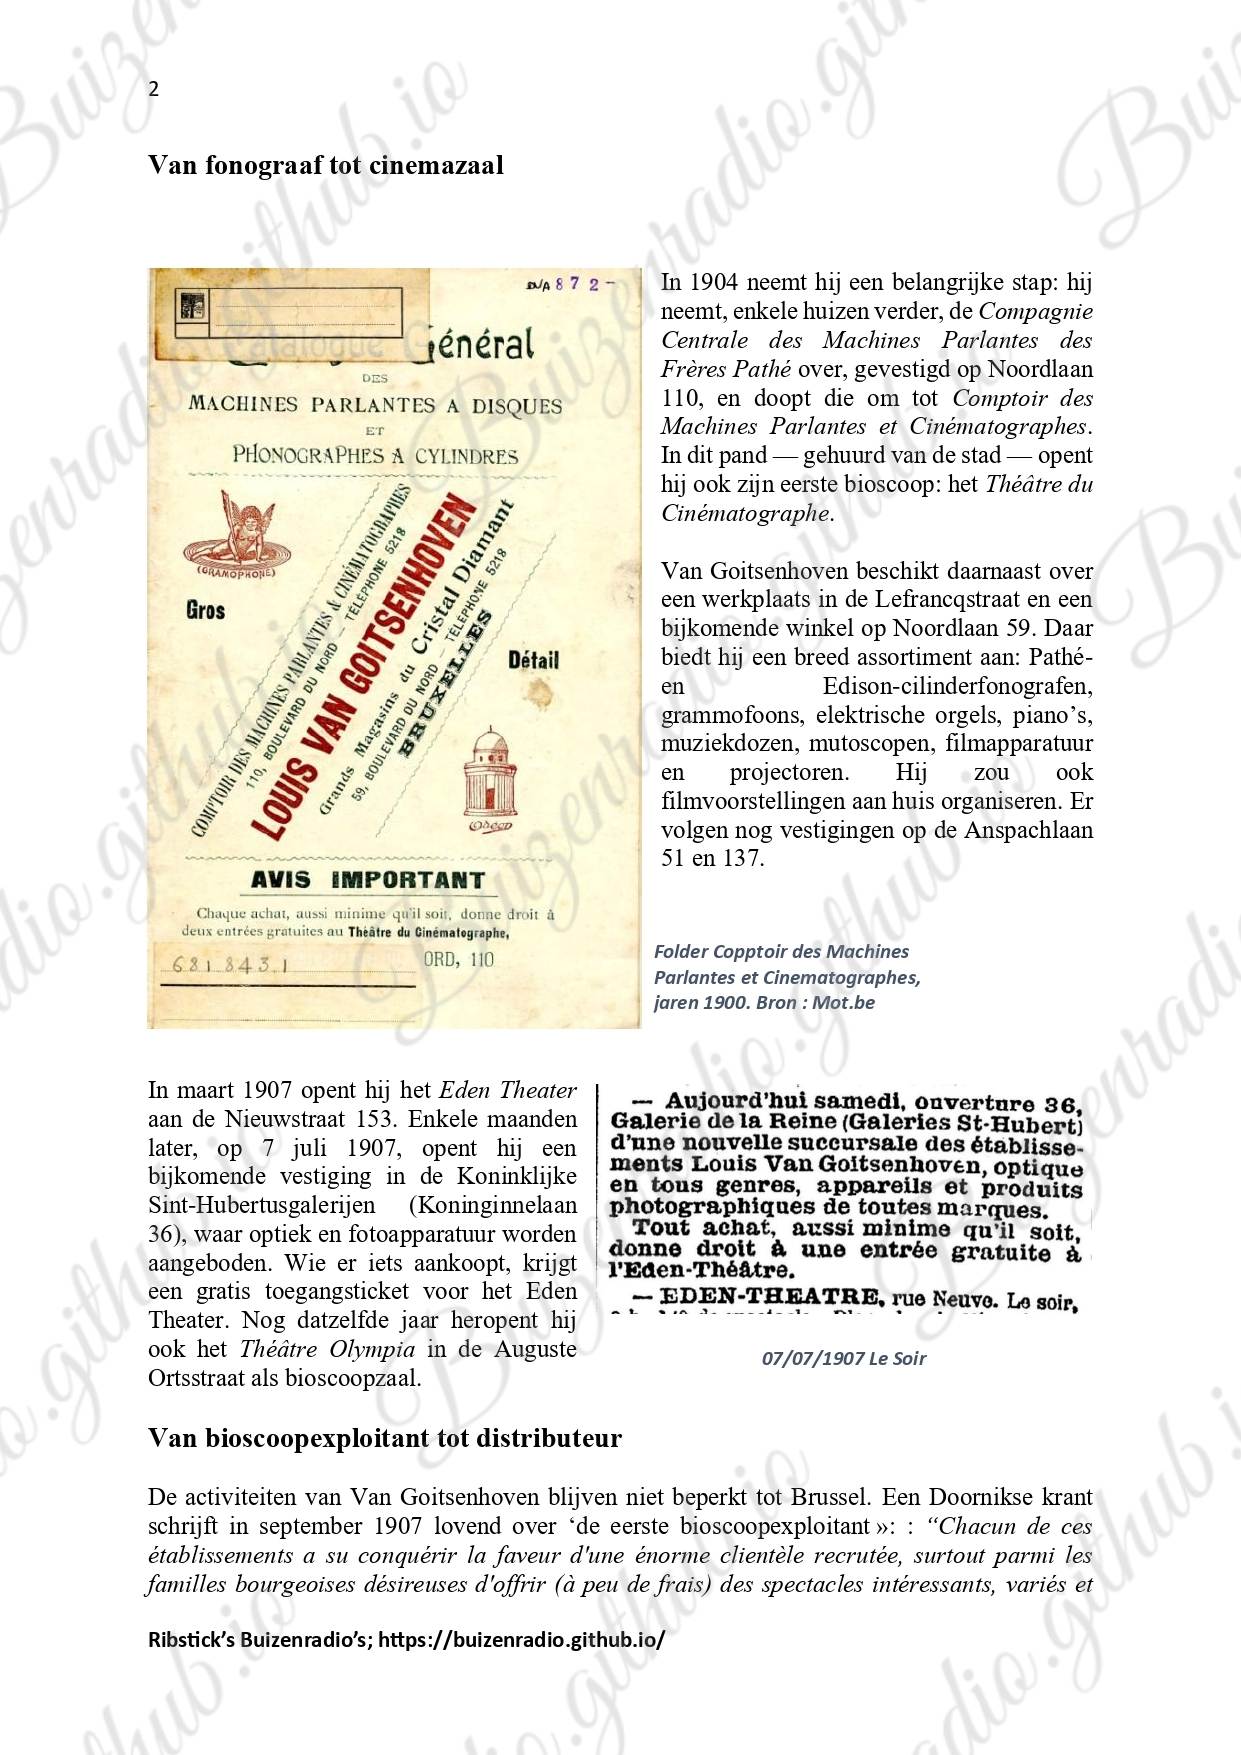 2
Van fonograaf tot cinemazaal
D/A 8 7 2 -
Catalogue Général
DES
MACHINES PARLANTES A DISQUES
ET
PHONOGRAPHES A CYLINDRES
(GRAMOPHONE)
Gros
COMPTOIR DES MACHINES PARLANTES & CINÉMATOGRAPHES
110, BOULEVARD DU NORD _ TÉLÉPHONE 5218
LOUIS VAN GOITSENHOVEN
Grands Magasins du Cristal Diamant
59, BOULEVARD DU NORD - TÉLÉPHONE 5218
BRUXELLES
Détail
Odéon
AVIS IMPORTANT
Chaque achat, aussi minime qu'il soit, donne droit à
deux entrées gratuites au Théâtre du Cinématographe,
ORD, 110
681.843.1
In 1904 neemt hij een belangrijke stap: hij
neemt, enkele huizen verder, de Compagnie
Centrale des Machines Parlantes des
Frères Pathé over, gevestigd op Noordlaan
110, en doopt die om tot Comptoir des
Machines Parlantes et Cinématographes.
In dit pand — gehuurd van de stad — opent
hij ook zijn eerste bioscoop: het Théâtre du
Cinématographe.
Van Goitsenhoven beschikt daarnaast over
een werkplaats in de Lefrancqstraat en een
bijkomende winkel op Noordlaan 59. Daar
biedt hij een breed assortiment aan: Pathé-
en Edison-cilinderfonografen,
grammofoons, elektrische orgels, piano’s,
muziekdozen, mutoscopen, filmapparatuur
en projectoren. Hij zou ook
filmvoorstellingen aan huis organiseren. Er
volgen nog vestigingen op de Anspachlaan
51 en 137.
Folder Copptoir des Machines
Parlantes et Cinematographes,
jaren 1900. Bron : Mot.be
In maart 1907 opent hij het Eden Theater
aan de Nieuwstraat 153. Enkele maanden
later, op 7 juli 1907, opent hij een
bijkomende vestiging in de Koninklijke
Sint-Hubertusgalerijen (Koninginnelaan
36), waar optiek en fotoapparatuur worden
aangeboden. Wie er iets aankoopt, krijgt
een gratis toegangsticket voor het Eden
Theater. Nog datzelfde jaar heropent hij
ook het Théâtre Olympia in de Auguste
Ortsstraat als bioscoopzaal.
— Aujourd'hui samedi, ouverture 36,
Galerie de la Reine (Galeries St-Hubert)
d'une nouvelle succursale des établisse-
ments Louis Van Goitsenhoven, optique
en tous genres, appareils et produits
photographiques de toutes marques.
Tout achat, aussi minime qu'il soit,
donne droit à une entrée gratuite à
l'Eden-Théâtre.
— EDEN-THEATRE, rue Neuve. Le soir,
07/07/1907 Le Soir
Van bioscoopexploitant tot distributeur
De activiteiten van Van Goitsenhoven blijven niet beperkt tot Brussel. Een Doornikse krant
schrijft in september 1907 lovend over ‘de eerste bioscoopexploitant »: : “Chacun de ces
établissements a su conquérir la faveur d'une énorme clientèle recrutée, surtout parmi les
familles bourgeoises désireuses d'offrir (à peu de frais) des spectacles intéressants, variés et
Ribstick’s Buizenradio’s; https://buizenradio.github.io/